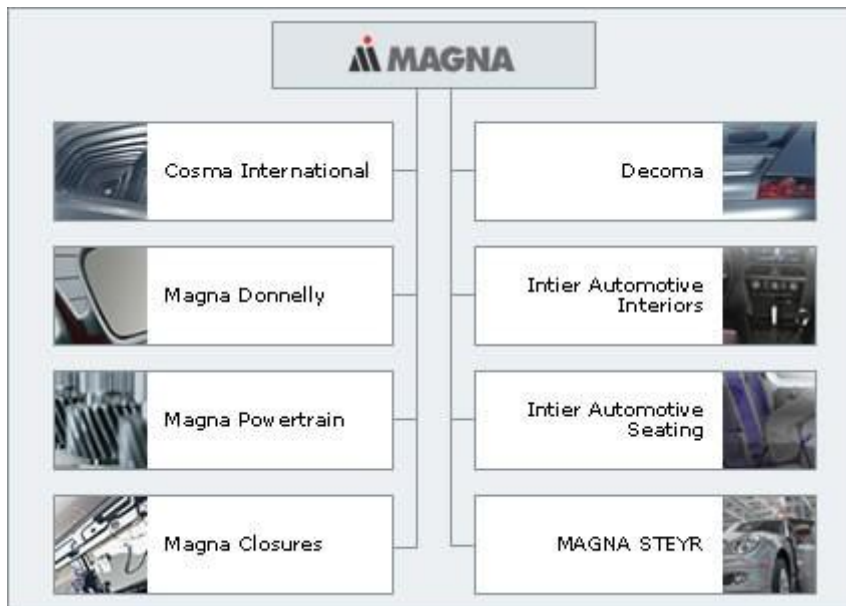 MAGNA
Cosma International
Decoma
Magna Donnelly
Intier Automotive
Interiors
Magna Powertrain
Intier Automotive
Seating
Magna Closures
MAGNA STEYR